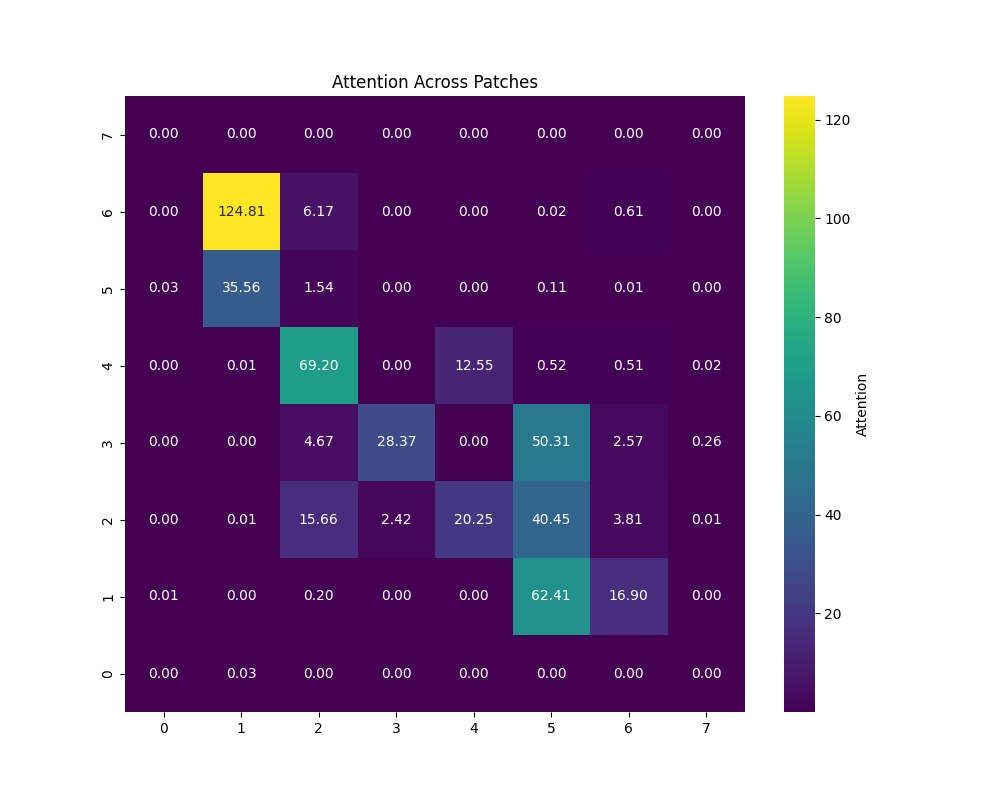 Attention Across Patches
7 0.00 0.00 0.00 0.00 0.00 0.00 0.00 0.00
6 0.00 124.81 6.17 0.00 0.00 0.02 0.61 0.00
5 0.03 35.56 1.54 0.00 0.00 0.11 0.01 0.00
4 0.00 0.01 69.20 0.00 12.55 0.52 0.51 0.02
3 0.00 0.00 4.67 28.37 0.00 50.31 2.57 0.26
2 0.00 0.01 15.66 2.42 20.25 40.45 3.81 0.01
1 0.01 0.00 0.20 0.00 0.00 62.41 16.90 0.00
0 0.00 0.03 0.00 0.00 0.00 0.00 0.00 0.00
0 1 2 3 4 5 6 7
120
100
80
60
40
20
Attention